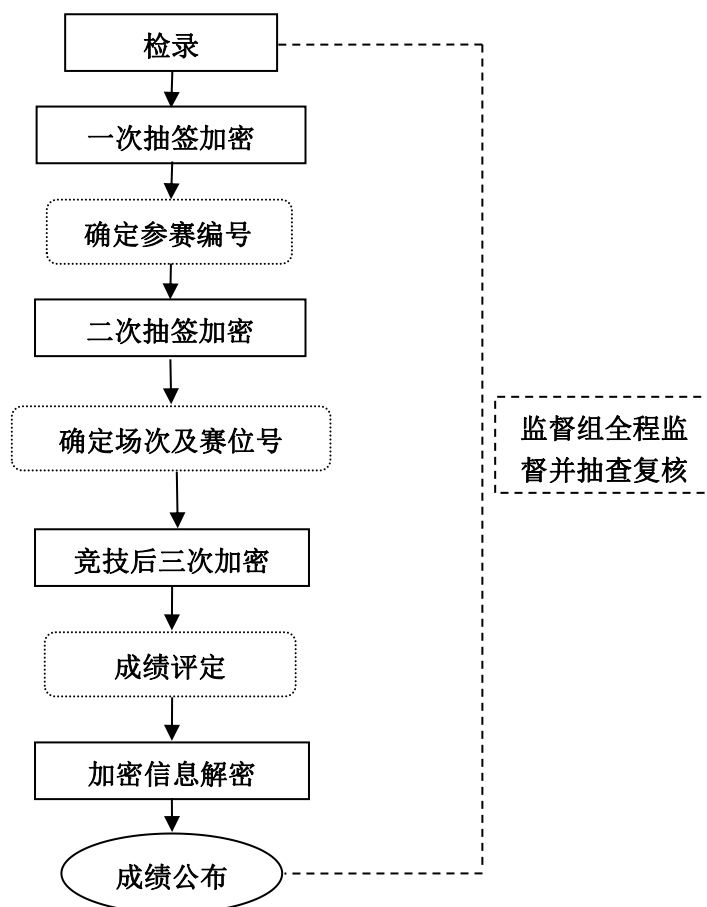 检录
一次抽签加密
确定参赛编号
二次抽签加密
确定场次及赛位号
监督组全程监
督并抽查复核
竞技后三次加密
成绩评定
加密信息解密
成绩公布